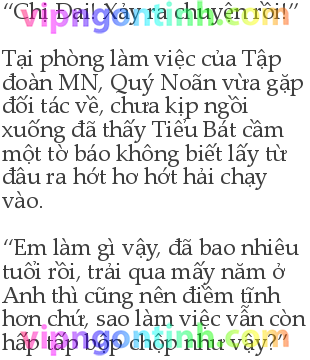 “Chị Đại! Xảy ra chuyện rồi!”
Tại phòng làm việc của Tập
đoàn MN, Quý Noãn vừa gặp
đối tác về, chưa kịp ngồi
xuống đã thấy Tiểu Bát cầm
một tờ báo không biết lấy từ
đâu ra hớt hơ hớt hải chạy
vào.
“Em làm gì vậy, đã bao nhiêu
tuổi rồi, trải qua mấy năm ở
Anh thì cũng nên điềm tĩnh
hơn chứ, sao làm việc vẫn còn
hấp tấp bộp chộp như vậy?”
vipngontinh.com
vipngontinh.com